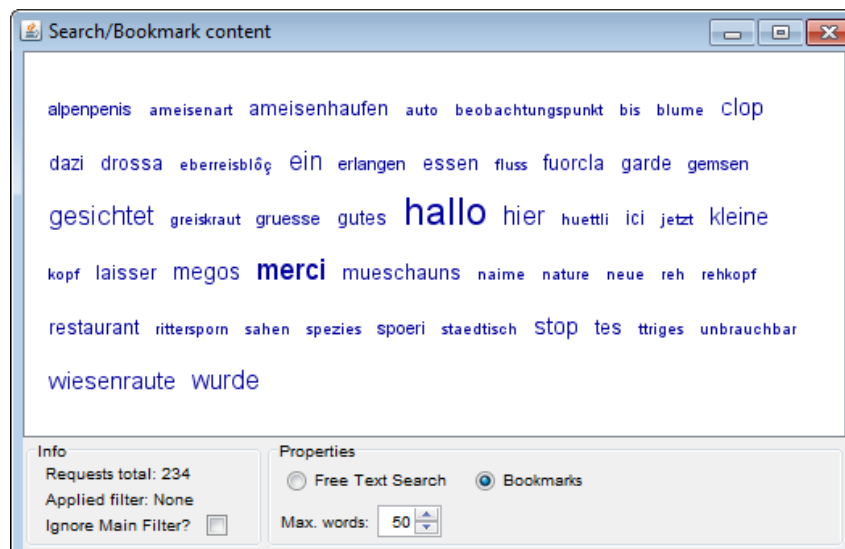 Search/Bookmark content
alpenpenis ameisenart ameisenhaufen auto beobachtungspunkt bis blume clop
dazi drossa eberreisblôç ein erlangen essen fluss fuorcla garde gemsen
gesichtet greiskraut gruesse gutes hallo hier huettli ici jetzt kleine
kopf laisser megos merci mueschauns naime nature neue reh rehkopf
restaurant rittersporn sahen spezies spoeri staedtisch stop tes ttriges unbrauchbar
wiesenraute wurde
Info
Requests total: 234
Applied filter: None
Ignore Main Filter?
Properties
Free Text Search Bookmarks
Max. words: 50